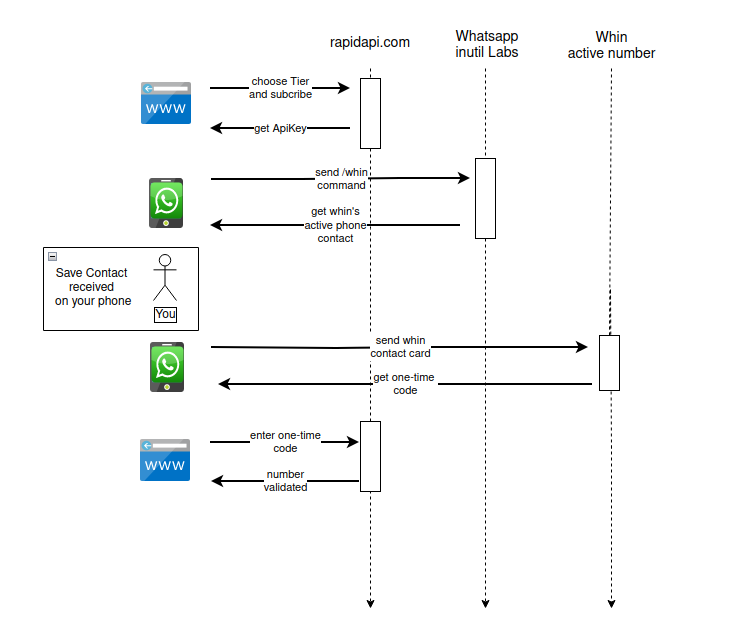 rapidapi.com
Whatsapp
inutil Labs
Whin
active number
choose Tier
and subcribe
WWW
get ApiKey
send /whin
command
get whin's
active phone
contact
Save Contact
received
on your phone
You
send whin
contact card
get one-time
code
enter one-time
code
WWW
number
validated